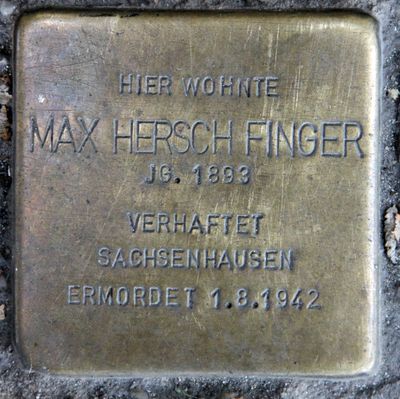 HIER WOHNTE
MAX HERSCH FINGER
JG. 1893
VERHAFTET
SACHSENHAUSEN
ERMORDET 1.8.1942